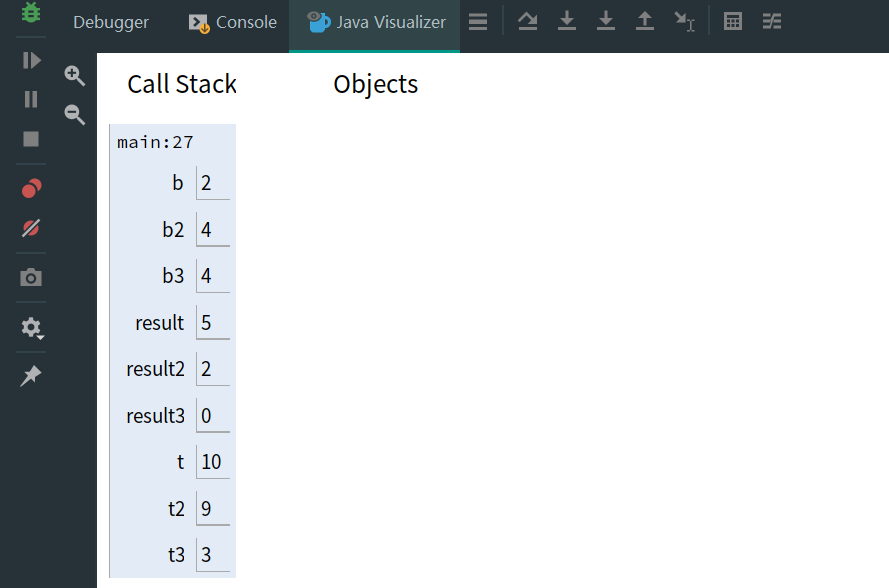 Debugger Console Java Visualizer
Call Stack Objects
main:27
b 2
b2 4
b3 4
result 5
result2 2
result3 0
t 10
t2 9
t3 3